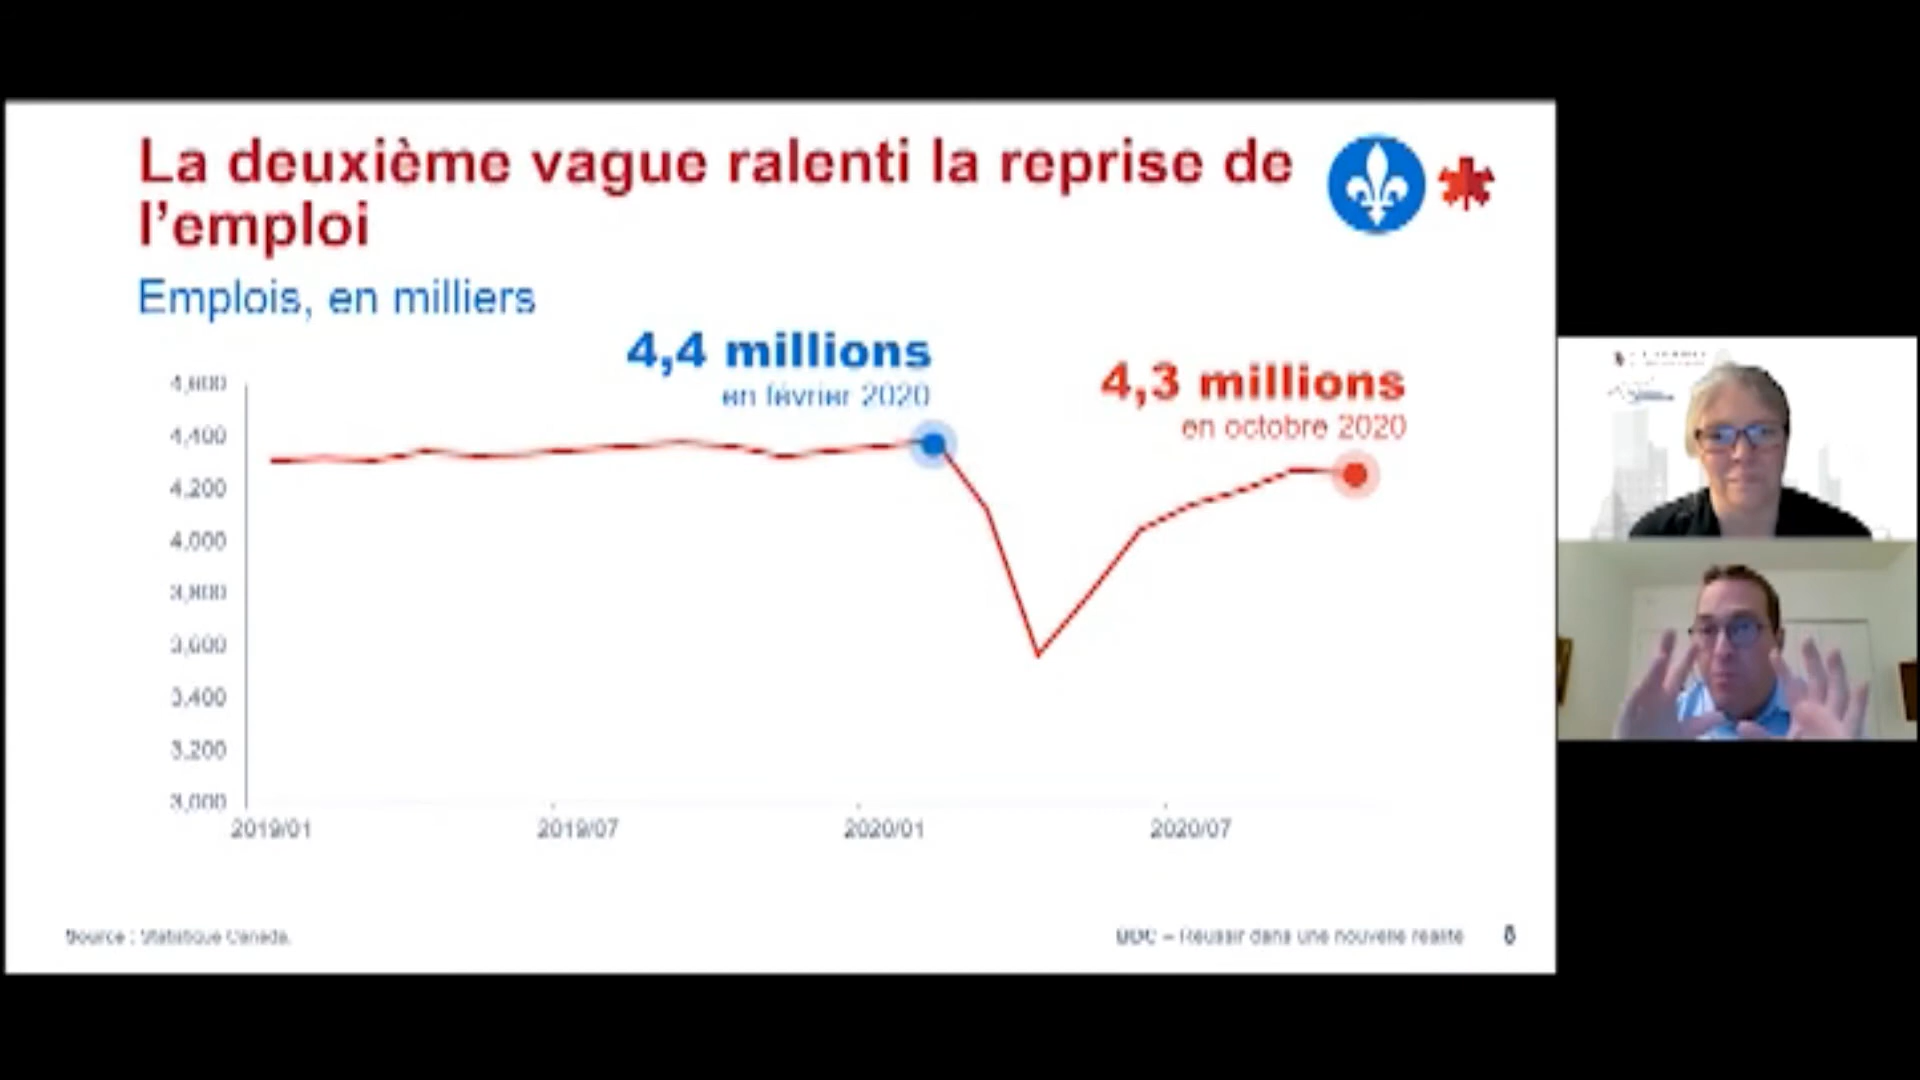 La deuxième vague ralenti la reprise de
l'emploi
Emplois, en milliers
4,4 millions
en février 2020
4,3 millions
en octobre 2020
4,600
4,400
4,200
4,000
3,800
3,600
3,400
3,200
3,000
2019/01
2019/07
2020/01
2020/07
Source : Statistique Canada.
BDC – Réussir dans une nouvelle réalité